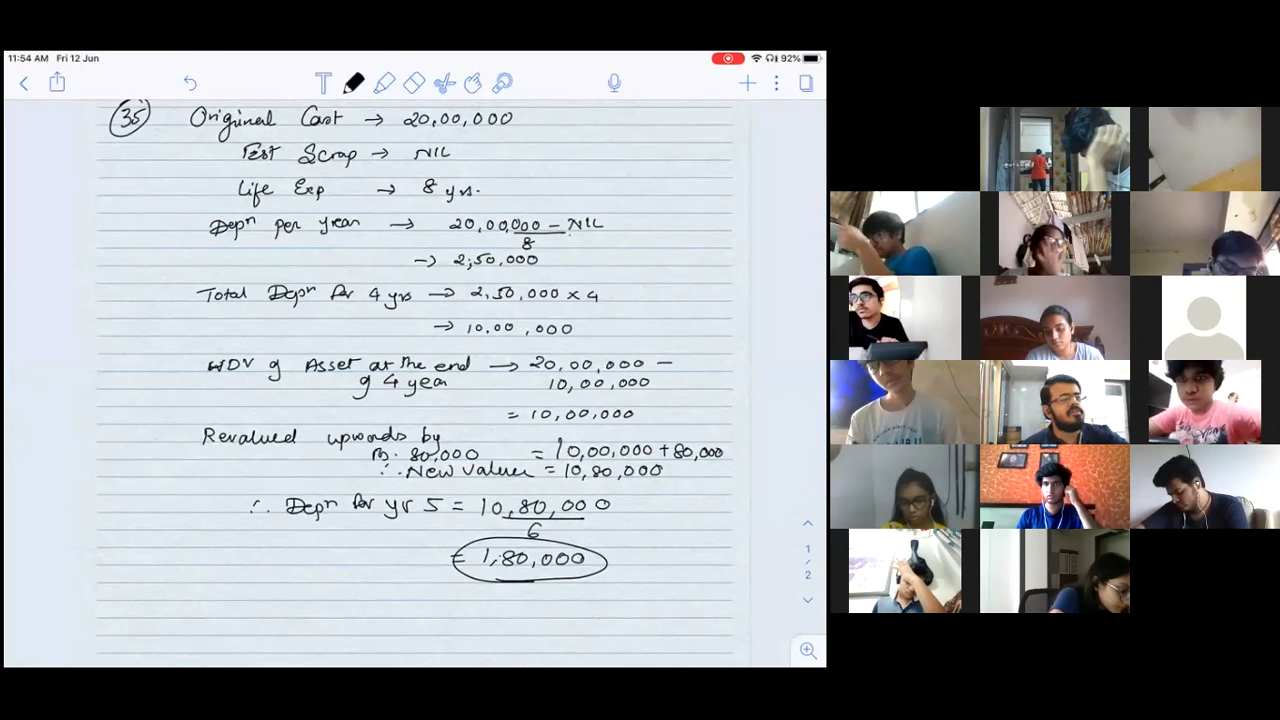 11:54 AM Fri 12 Jun
92%
T
35 Original Cost → 20,00,000
Est Scrap → NIL
Life Exp → 8 yrs.
Depn per year → 20,00,000 - NIL
8
→ 2,50,000
Total Depn for 4 yrs → 2,50,000 x 4
→ 10,00,000
WDV of Asset at the end → 20,00,000 -
of 4 year 10,00,000
= 10,00,000
Revalued upwards by
Rs. 80,000 = 10,00,000 + 80,000
∴ New value = 10,80,000
∴ Depn for yr 5 = 10,80,000
6
= 1,80,000
1
/
2